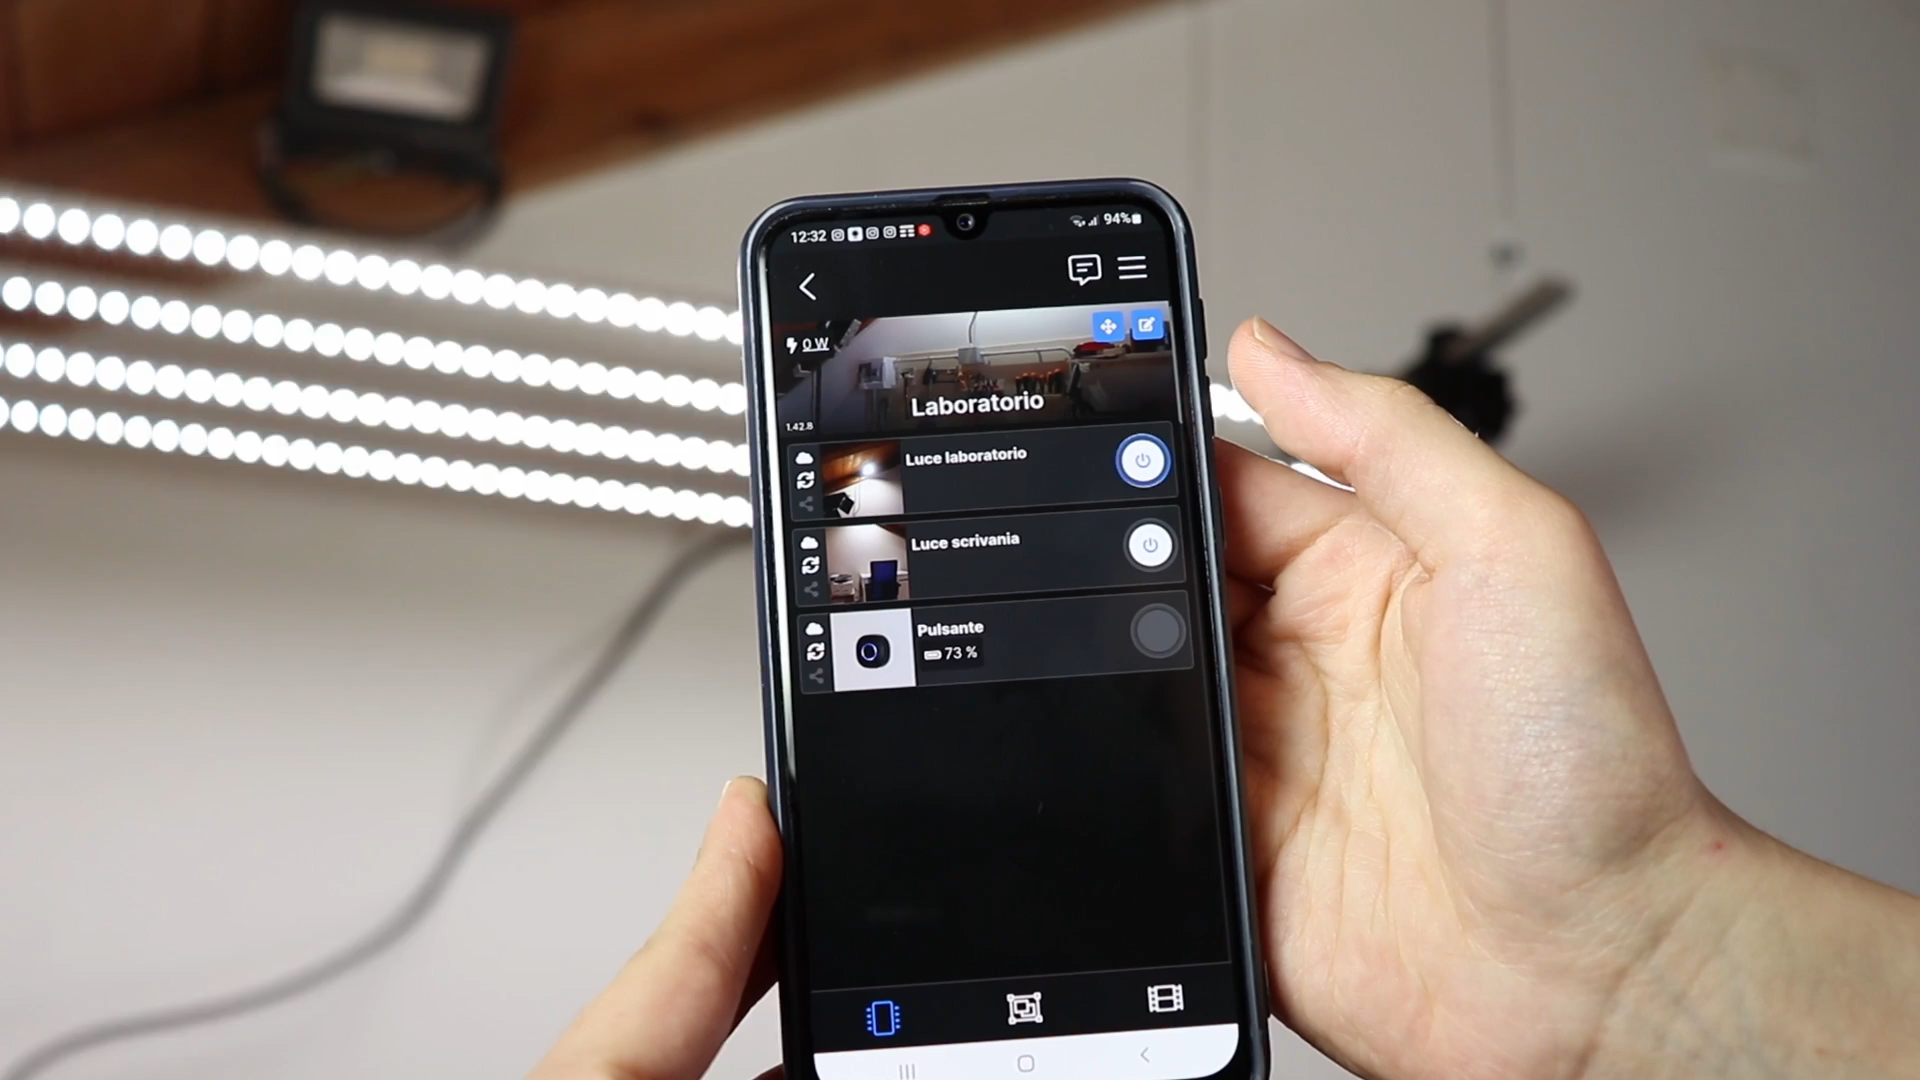 12:32
94%
0 W
Laboratorio
1.42.8
Luce laboratorio
Luce scrivania
Pulsante
73 %